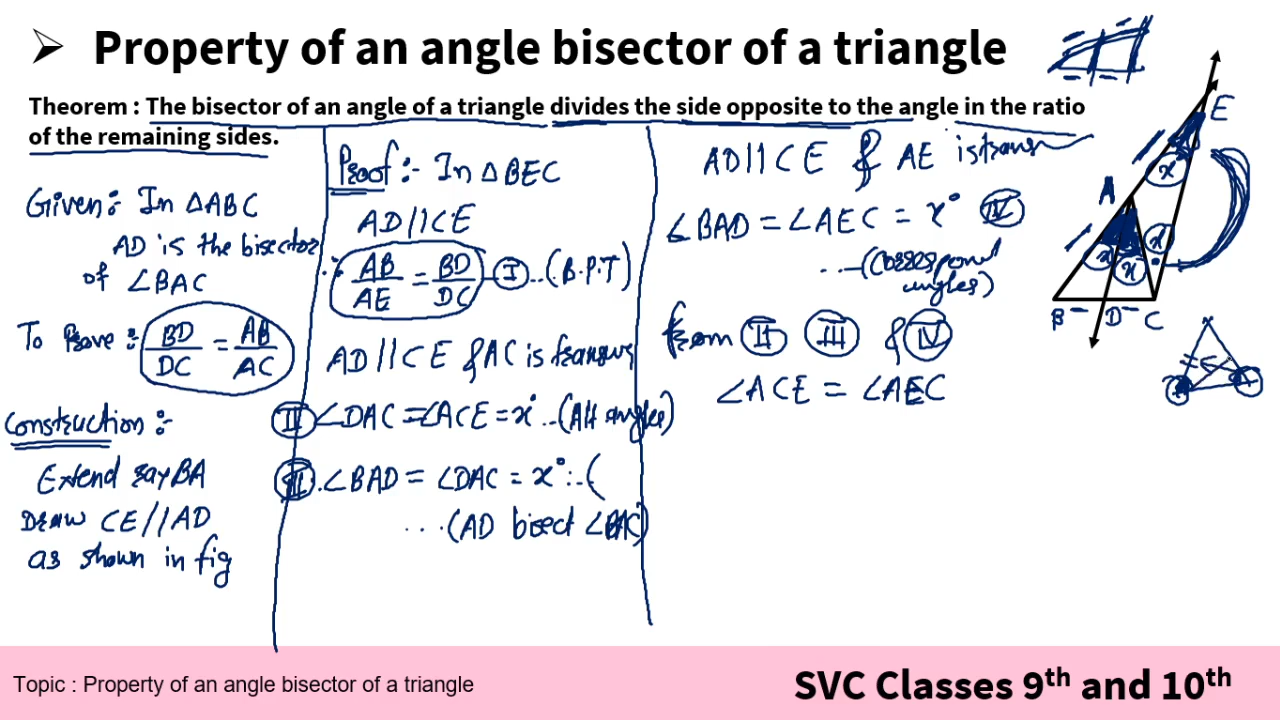 Property of an angle bisector of a triangle
Theorem : The bisector of an angle of a triangle divides the side opposite to the angle in the ratio
of the remaining sides.
Given:- In △ABC
AD is the bisector
of ∠BAC
To Prove :- BD/DC = AB/AC
Construction :-
Extend ray BA
Draw CE//AD
as shown in fig
Proof :- In △BEC
AD//CE
∴ AB/AE = BD/DC - I ..(B.P.T)
AD//CE & AC is
II ∠DAC = ∠ACE = x° ..(Alt angles)
III ∠BAD = ∠DAC = x° ..(
...(AD bisect ∠BAC)
AD//CE & AE is
∠BAD = ∠AEC = x° IV
...(
angles)
from II III & IV
∠ACE = ∠AEC
E
A
x
x
x
x
B D C
Topic : Property of an angle bisector of a triangle
SVC Classes 9th and 10th